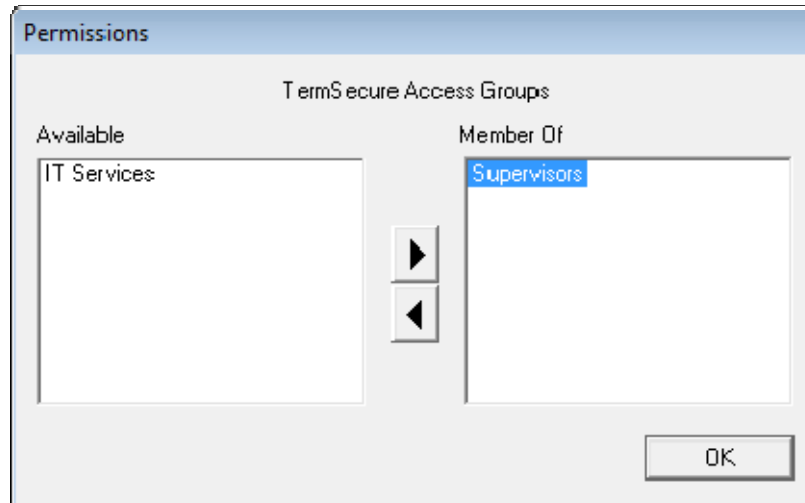 Permissions
TermSecure Access Groups
Available
Member Of
IT Services
Supervisors
OK